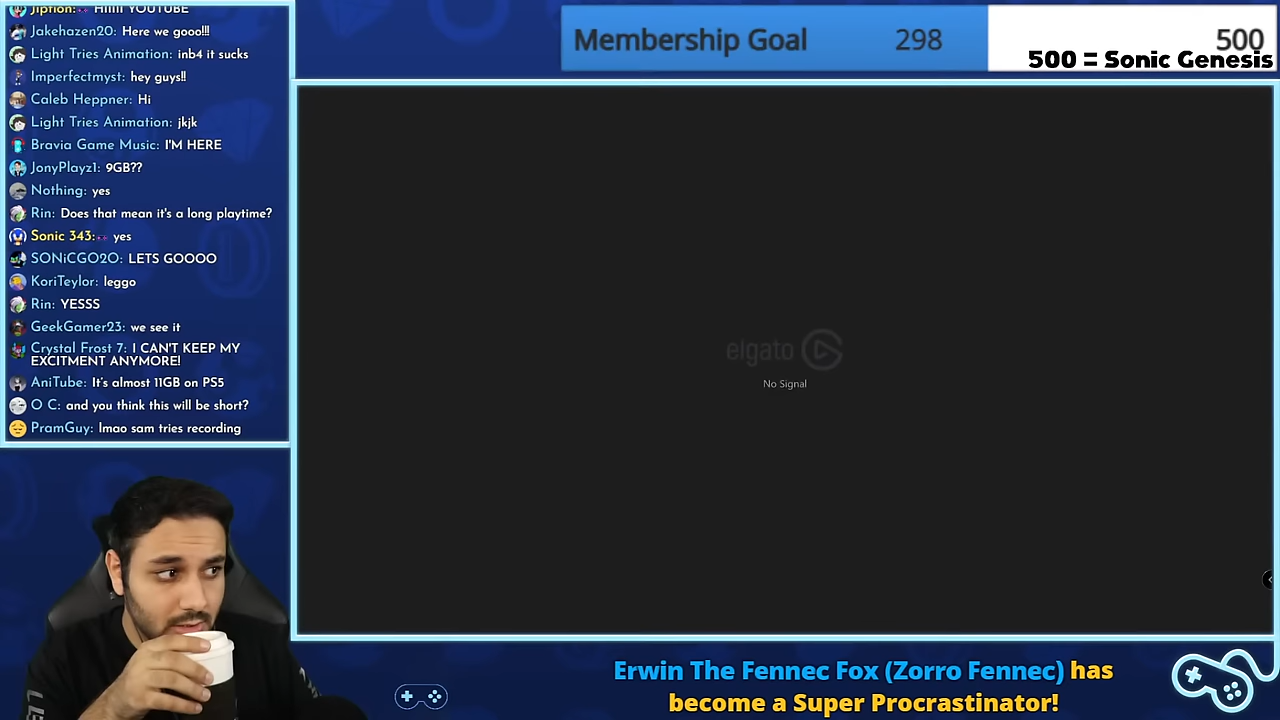 Jiption: HIIIII YOUTUBE
Jakehazen20: Here we gooo!!!
Light Tries Animation: inb4 it sucks
Imperfectmyst: hey guys!!
Caleb Heppner: Hi
Light Tries Animation: jkjk
Bravia Game Music: I'M HERE
JonyPlayz1: 9GB??
Nothing: yes
Rin: Does that mean it's a long playtime?
Sonic 343: yes
SONiCGO2O: LETS GOOOO
KoriTeylor: leggo
Rin: YESSS
GeekGamer23: we see it
Crystal Frost 7: I CAN'T KEEP MY
EXCITMENT ANYMORE!
AniTube: It's almost 11GB on PS5
O C: and you think this will be short?
PramGuy: lmao sam tries recording
Membership Goal 298 500
500 = Sonic Genesis
elgato
No Signal
Erwin The Fennec Fox (Zorro Fennec) has
become a Super Procrastinator!